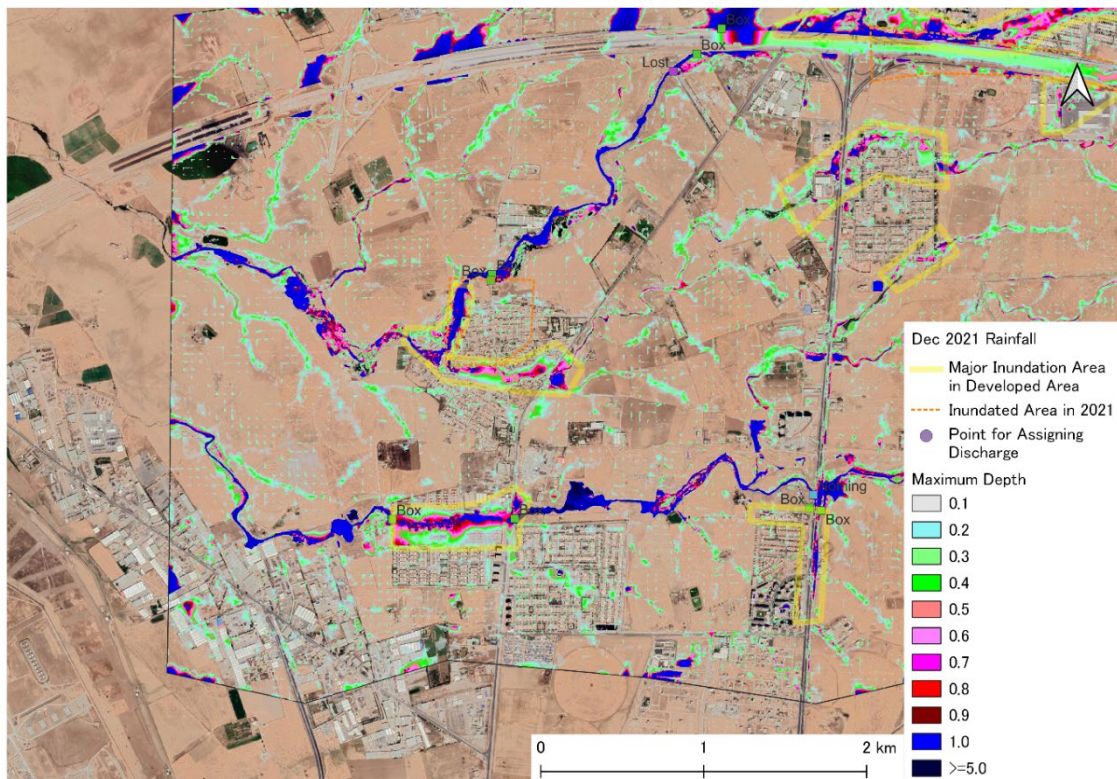 Box
Box
Lost
Box
Box
Box
Box
Box
Box
Dec 2021 Rainfall
Major Inundation Area
in Developed Area
Inundated Area in 2021
Point for Assigning
Discharge
Maximum Depth
0.1
0.2
0.3
0.4
0.5
0.6
0.7
0.8
0.9
1.0
>=5.0
0
1
2 km